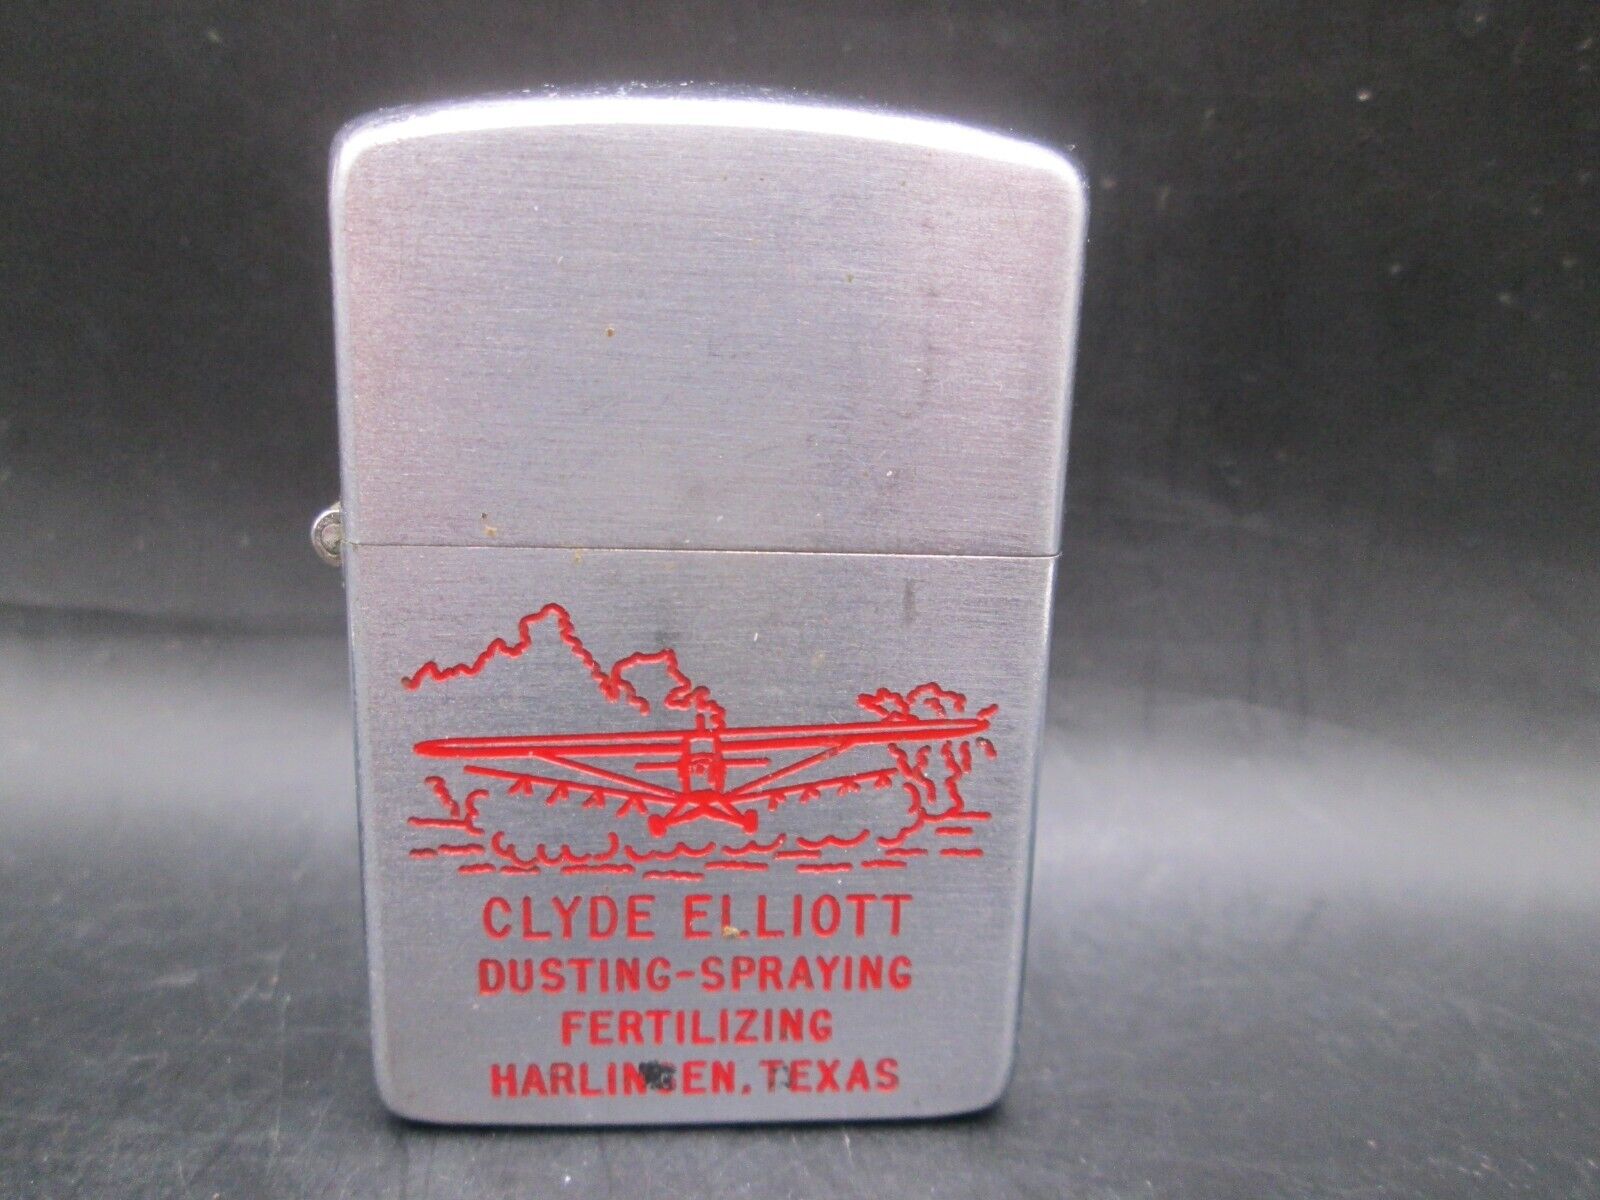 CLYDE ELLIOTT
DUSTING-SPRAYING
FERTILIZING
HARLINGEN, TEXAS